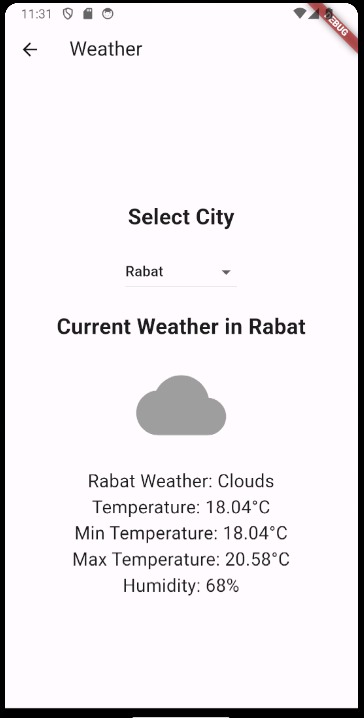 11:31
DEBUG
Weather
Select City
Rabat
Current Weather in Rabat
Rabat Weather: Clouds
Temperature: 18.04°C
Min Temperature: 18.04°C
Max Temperature: 20.58°C
Humidity: 68%